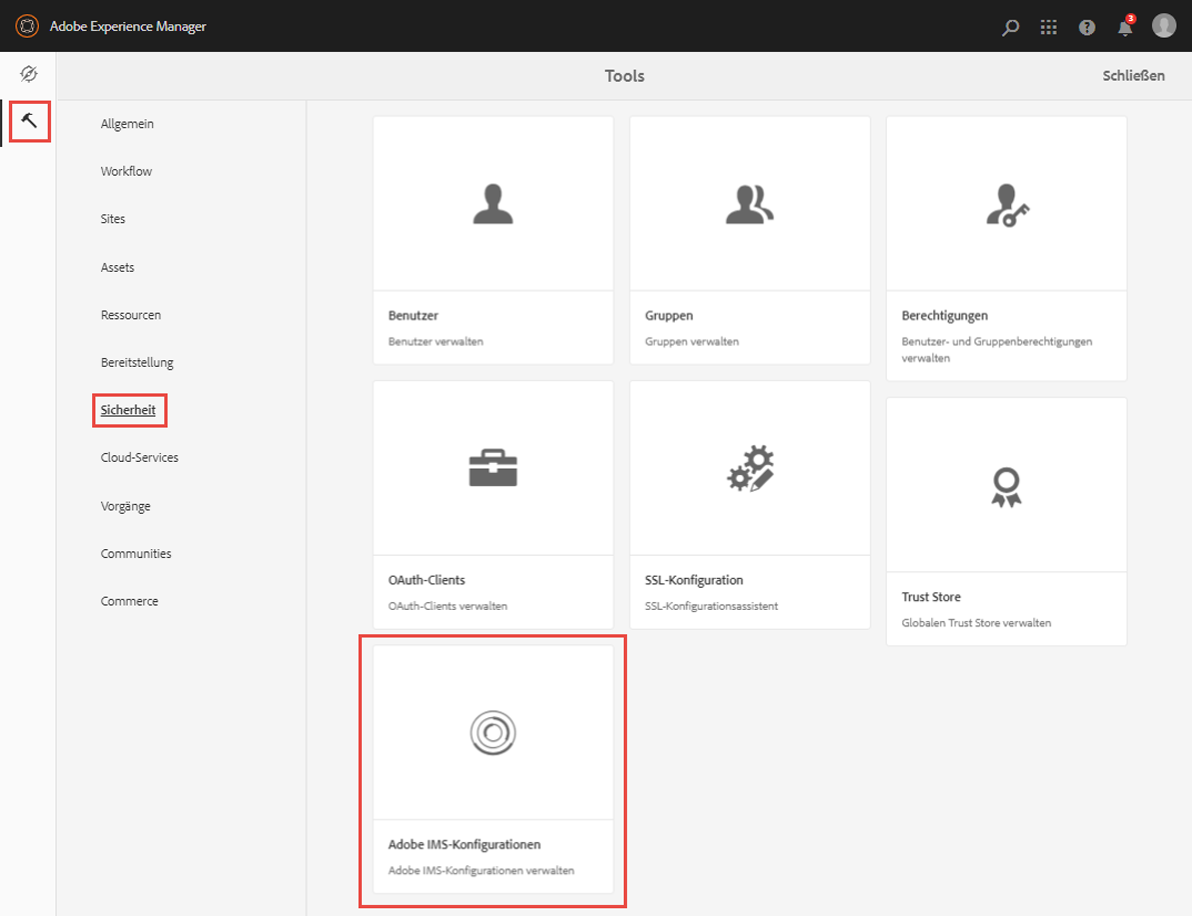 Adobe Experience Manager
3
Tools
Schließen
Allgemein
Workflow
Sites
Assets
Ressourcen
Bereitstellung
Sicherheit
Cloud-Services
Vorgänge
Communities
Commerce
Benutzer
Benutzer verwalten
Gruppen
Gruppen verwalten
Berechtigungen
Benutzer- und Gruppenberechtigungen
verwalten
OAuth-Clients
OAuth-Clients verwalten
SSL-Konfiguration
SSL-Konfigurationsassistent
Trust Store
Globalen Trust Store verwalten
Adobe IMS-Konfigurationen
Adobe IMS-Konfigurationen verwalten